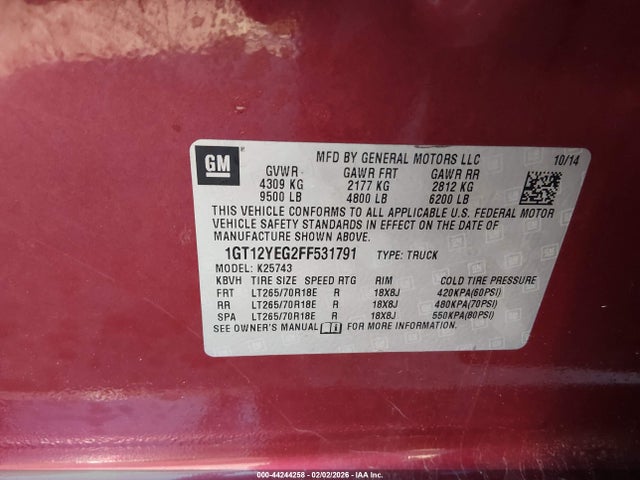 GM
MFD BY GENERAL MOTORS LLC 10/14
GVWR GAWR FRT GAWR RR
4309 KG 2177 KG 2812 KG
9500 LB 4800 LB 6200 LB
THIS VEHICLE CONFORMS TO ALL APPLICABLE U.S. FEDERAL MOTOR
VEHICLE SAFETY STANDARDS IN EFFECT ON THE DATE OF
MANUFACTURE SHOWN ABOVE.
1GT12YEG2FF531791 TYPE: TRUCK
MODEL: K25743
KBVH TIRE SIZE SPEED RTG RIM COLD TIRE PRESSURE
FRT LT265/70R18E R 18X8J 420KPA(60PSI)
RR LT265/70R18E R 18X8J 480KPA(70PSI)
SPA LT265/70R18E R 18X8J 550KPA(80PSI)
SEE OWNER'S MANUAL FOR MORE INFORMATION.
000-44244258 - 02/02/2026 - Copyright © IAA, LLC.